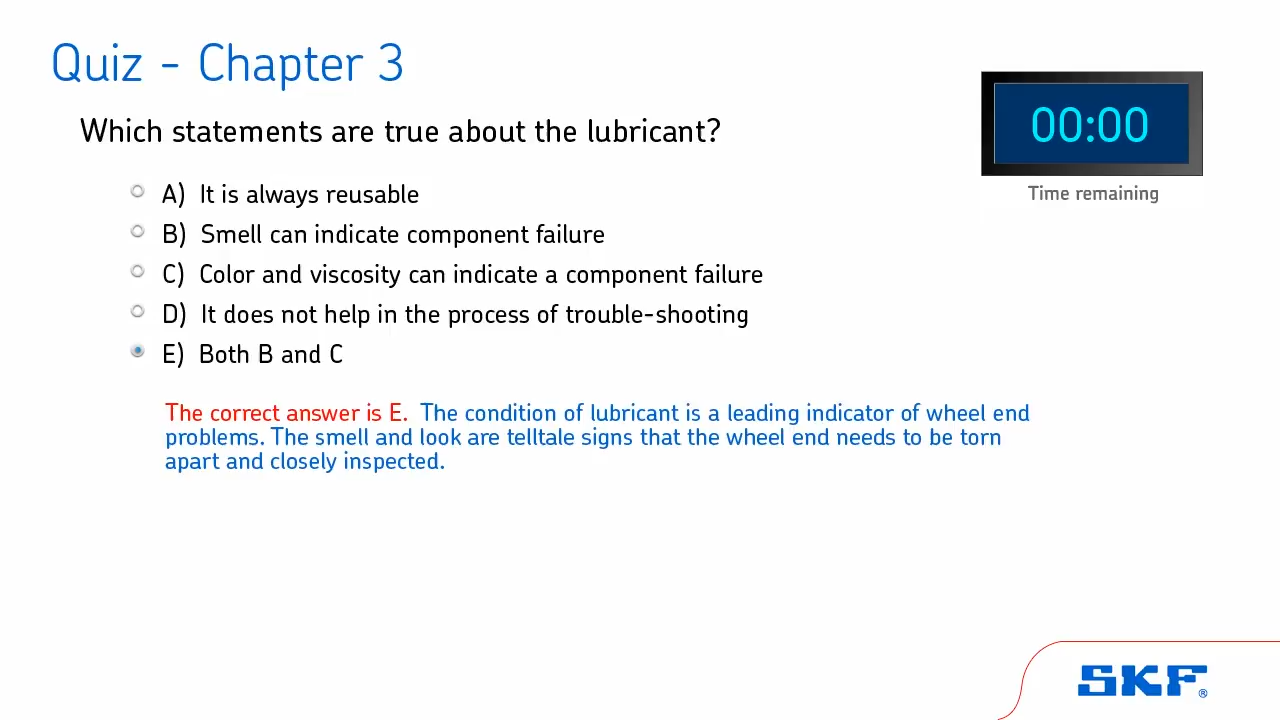 Quiz - Chapter 3
Which statements are true about the lubricant?
00:00
Time remaining
A) It is always reusable
B) Smell can indicate component failure
C) Color and viscosity can indicate a component failure
D) It does not help in the process of trouble-shooting
E) Both B and C
The correct answer is E. The condition of lubricant is a leading indicator of wheel end
problems. The smell and look are telltale signs that the wheel end needs to be torn
apart and closely inspected.
SKF®